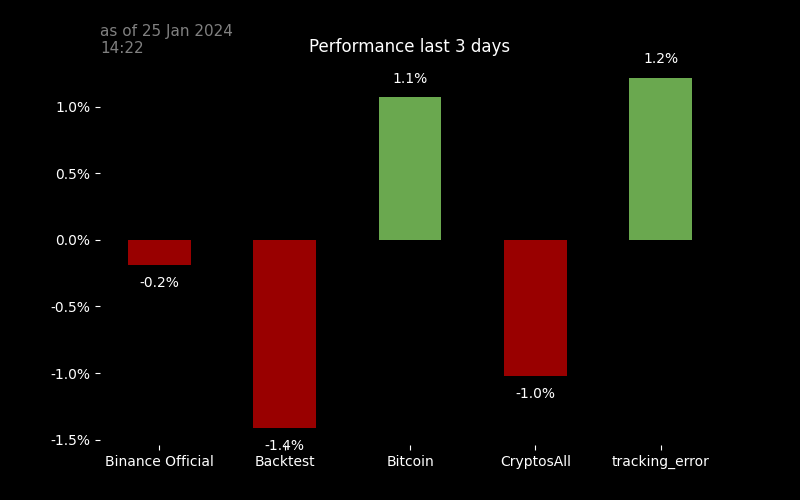 as of 25 Jan 2024
14:22
Performance last 3 days
1.2%
1.1%
1.0%
0.5%
0.0%
-0.2%
-0.5%
-1.0%
-1.0%
-1.4%
-1.5%
Binance Official
Backtest
Bitcoin
CryptosAll
tracking_error